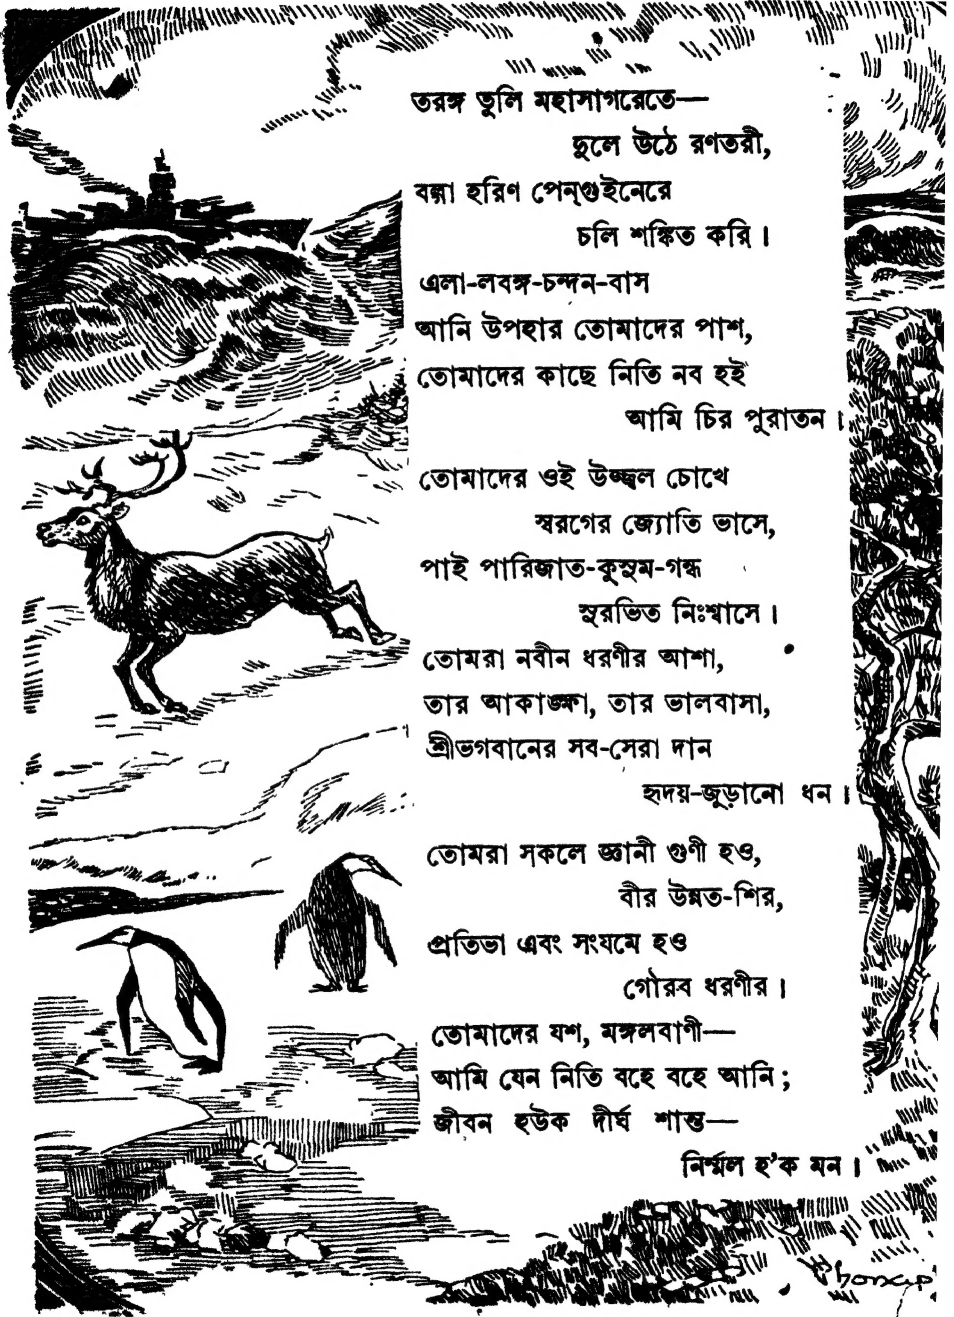 তরঙ্গ তুলি মহাসাগরেতে—
দুলে উঠে রণতরী,
বল্গা হরিণ পেন্‌গুইনেরে
চলি শঙ্কিত করি।
এলা-লবঙ্গ-চন্দন-বাস
আনি উপহার তোমাদের পাশ,
তোমাদের কাছে নিতি নব হই
আমি চির পুরাতন।
তোমাদের ওই উজ্জ্বল চোখে
স্বরগের জ্যোতি ভাসে,
পাই পারিজাত-কুসুম-গন্ধ
সুরভিত নিঃশ্বাসে।
তোমরা নবীন ধরণীর আশা,
তার আকাঙ্ক্ষা, তার ভালবাসা,
শ্রীভগবানের সব-সেরা দান
হৃদয়-জুড়ানো ধন।
তোমরা সকলে জ্ঞানী গুণী হও,
বীর উন্নত-শির,
প্রতিভা এবং সংযমে হও
গৌরব ধরণীর।
তোমাদের যশ, মঙ্গলবাণী—
আমি যেন নিতি বহে বহে আনি;
জীবন হউক দীর্ঘ শান্ত—
নির্ম্মল হ'ক মন।